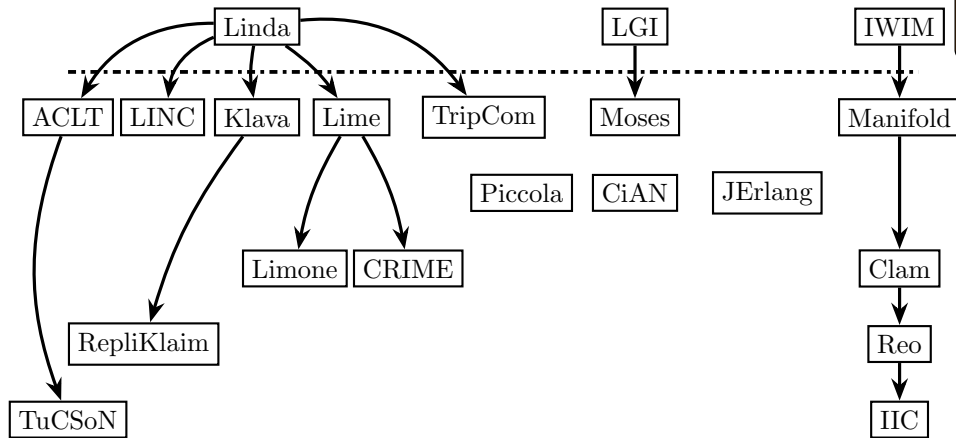 Linda
LGI
IWIM
ACLT
LINC
Klava
Lime
TripCom
Moses
Manifold
Piccola
CiAN
JErlang
Limone
CRIME
Clam
RepliKlaim
Reo
TuCSoN
IIC